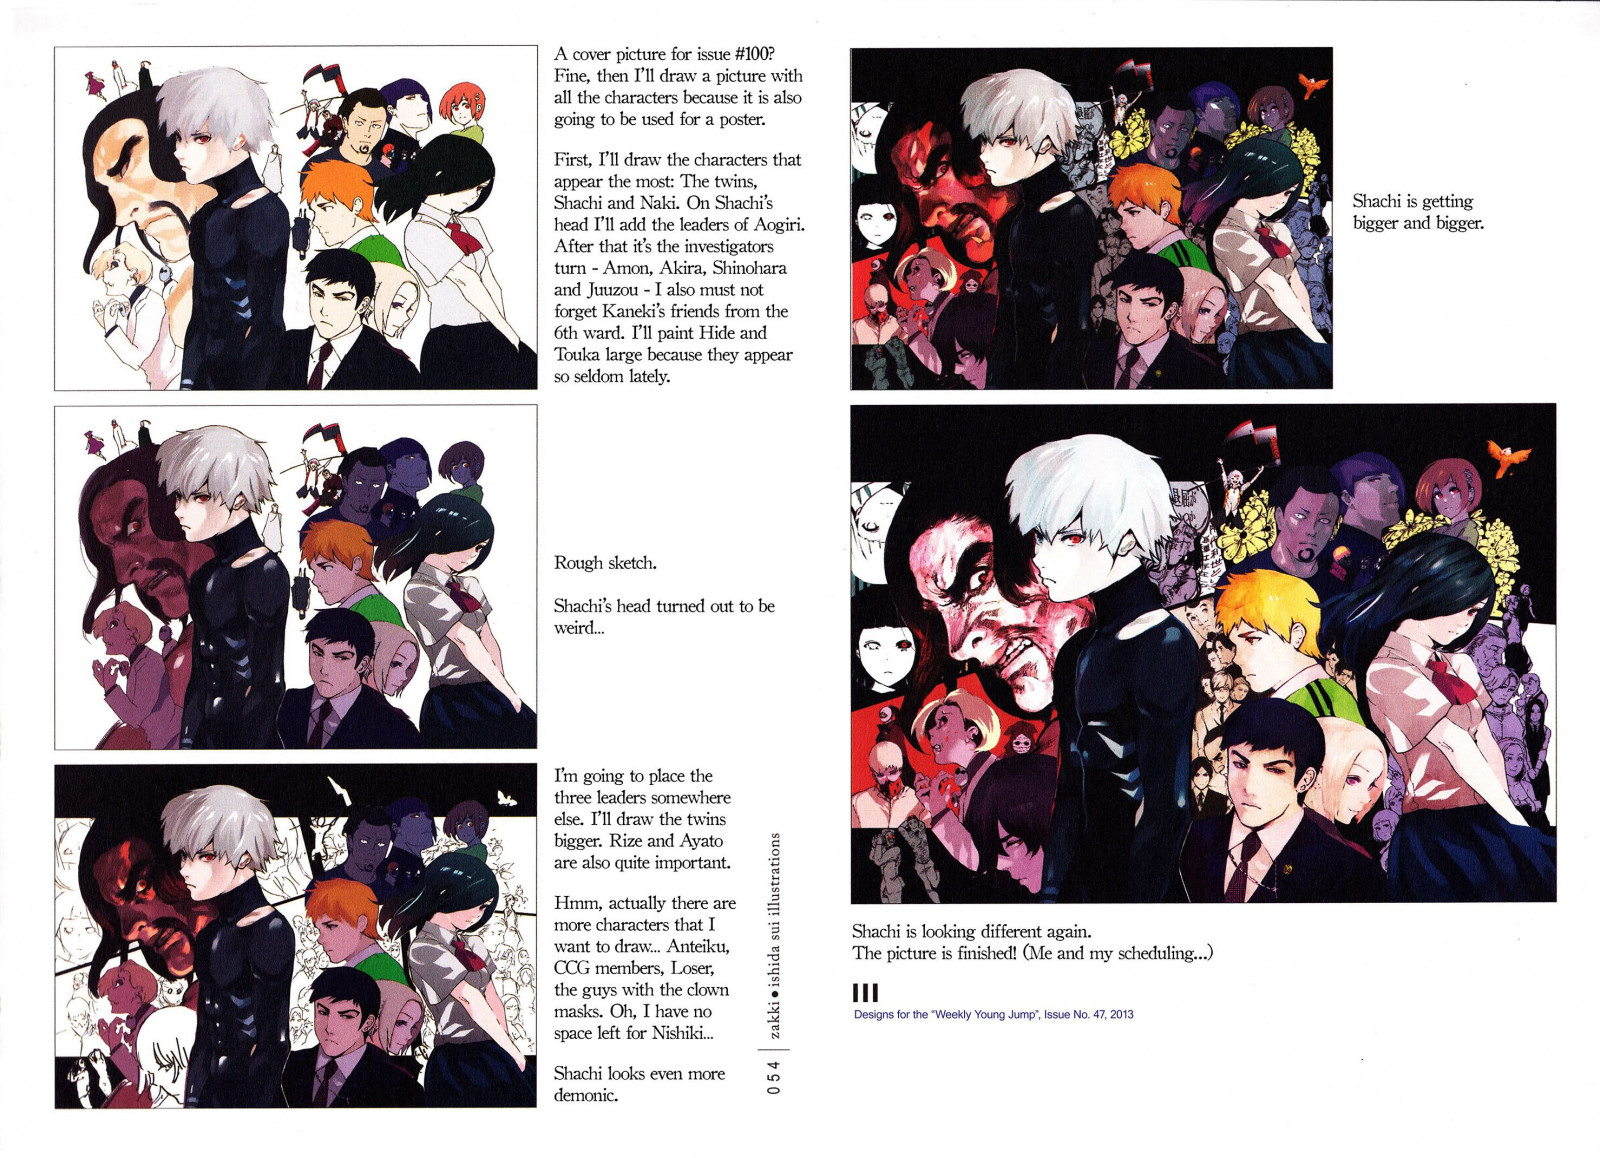 A cover picture for issue #100?
Fine, then I'll draw a picture with
all the characters because it is also
going to be used for a poster.
First, I'll draw the characters that
appear the most: The twins,
Shachi and Naki. On Shachi's
head I'll add the leaders of Aogiri.
After that it's the investigators
turn - Amon, Akira, Shinohara
and Juuzou - I also must not
forget Kaneki's friends from the
6th ward. I'll paint Hide and
Touka large because they appear
so seldom lately.
Rough sketch.
Shachi's head turned out to be
weird...
I'm going to place the
three leaders somewhere
else. I'll draw the twins
bigger. Rize and Ayato
are also quite important.
Hmm, actually there are
more characters that I
want to draw... Anteiku,
CCG members, Loser,
the guys with the clown
masks. Oh, I have no
space left for Nishiki...
Shachi looks even more
demonic.
054 | zakki●ishida sui illustrations
Shachi is getting
bigger and bigger.
Shachi is looking different again.
The picture is finished! (Me and my scheduling...)
III
Designs for the "Weekly Young Jump", Issue No. 47, 2013